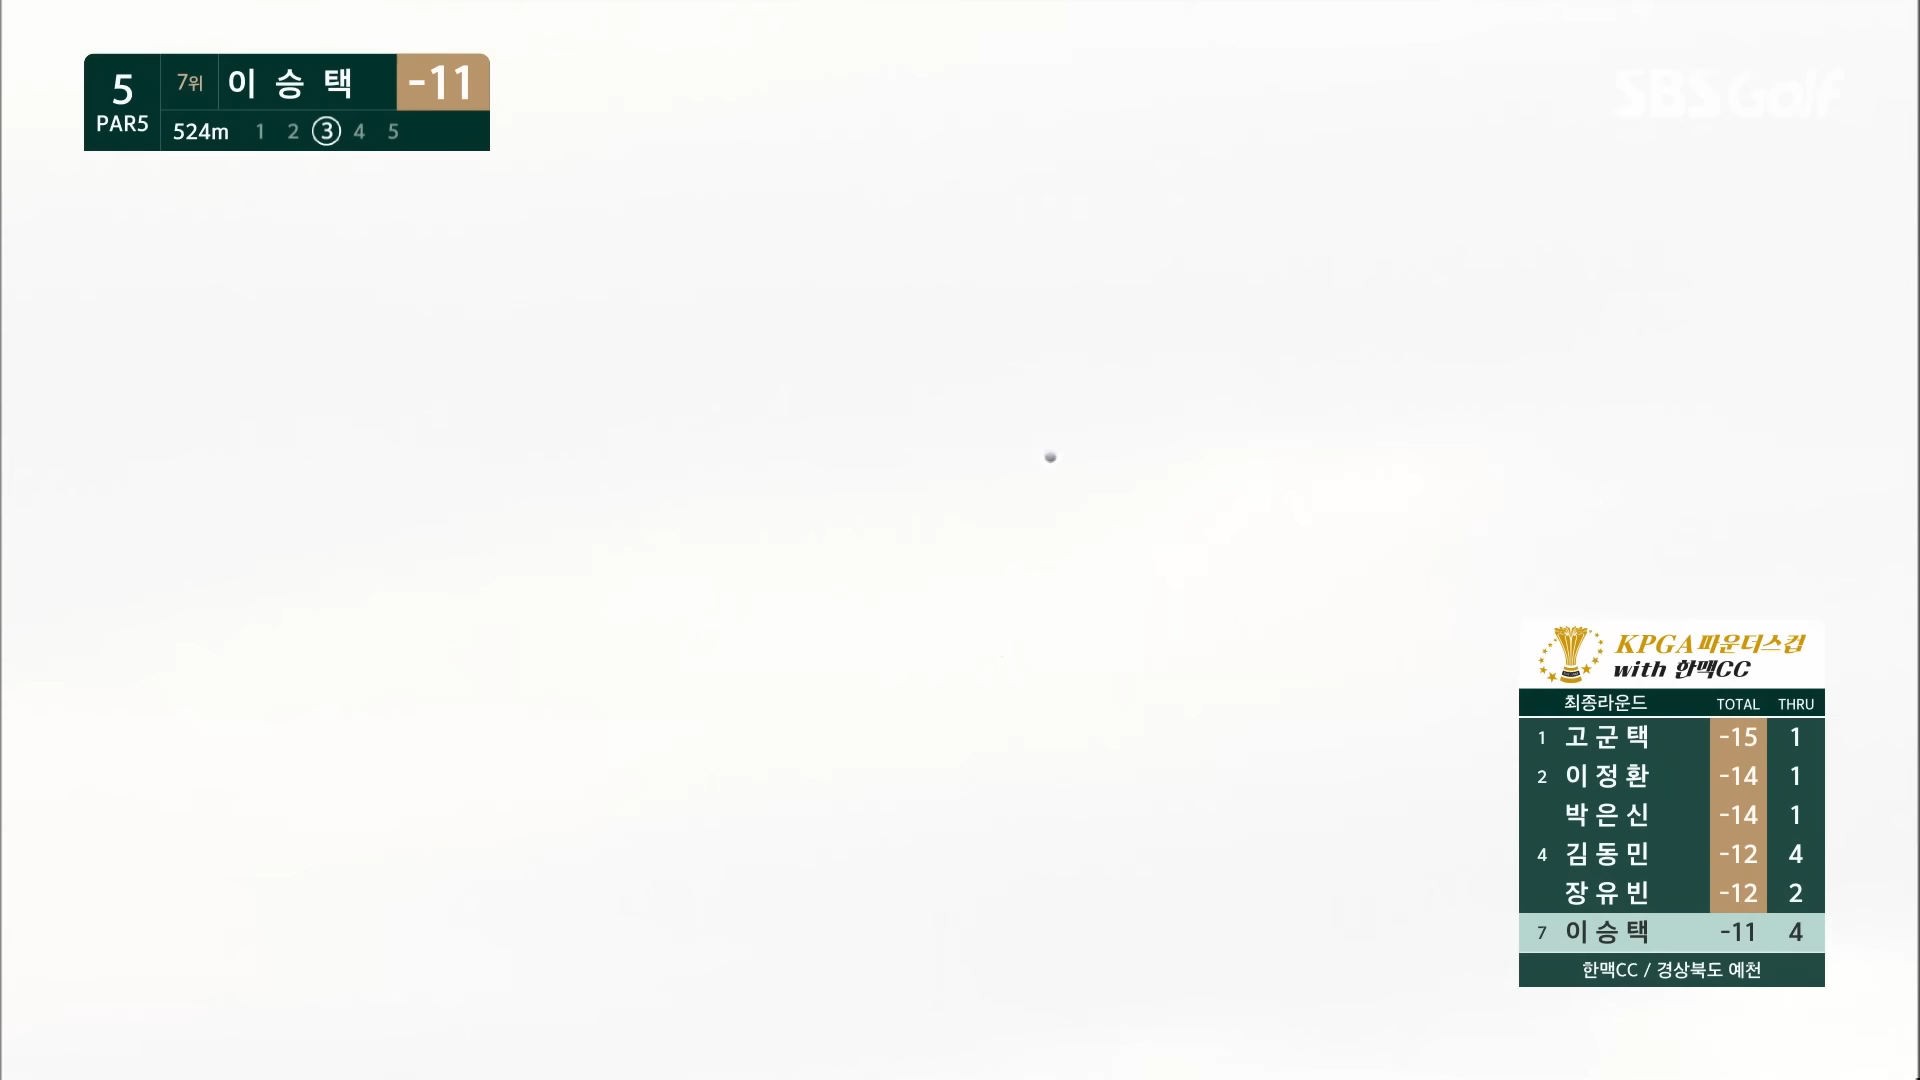 5
PAR5
7위 이승택 -11
524m 1 2 3 4 5
SBS Golf
KPGA 파운더스컵
with 한맥CC
최종라운드 TOTAL THRU
1 고군택 -15 1
2 이정환 -14 1
박은신 -14 1
4 김동민 -12 4
장유빈 -12 2
7 이승택 -11 4
한맥CC / 경상북도 예천